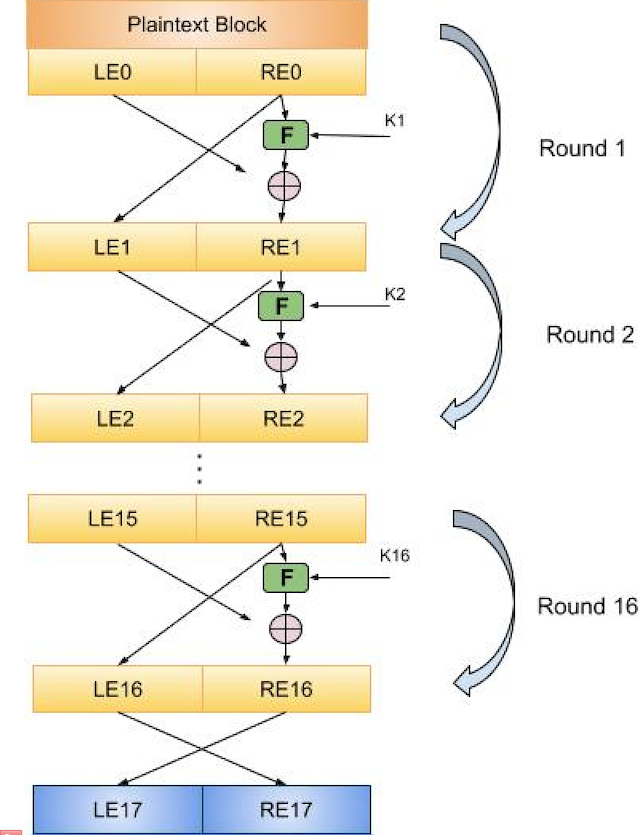 Plaintext Block
LE0 RE0
F K1
Round 1
LE1 RE1
F K2
Round 2
LE2 RE2
LE15 RE15
F K16
Round 16
LE16 RE16
LE17 RE17